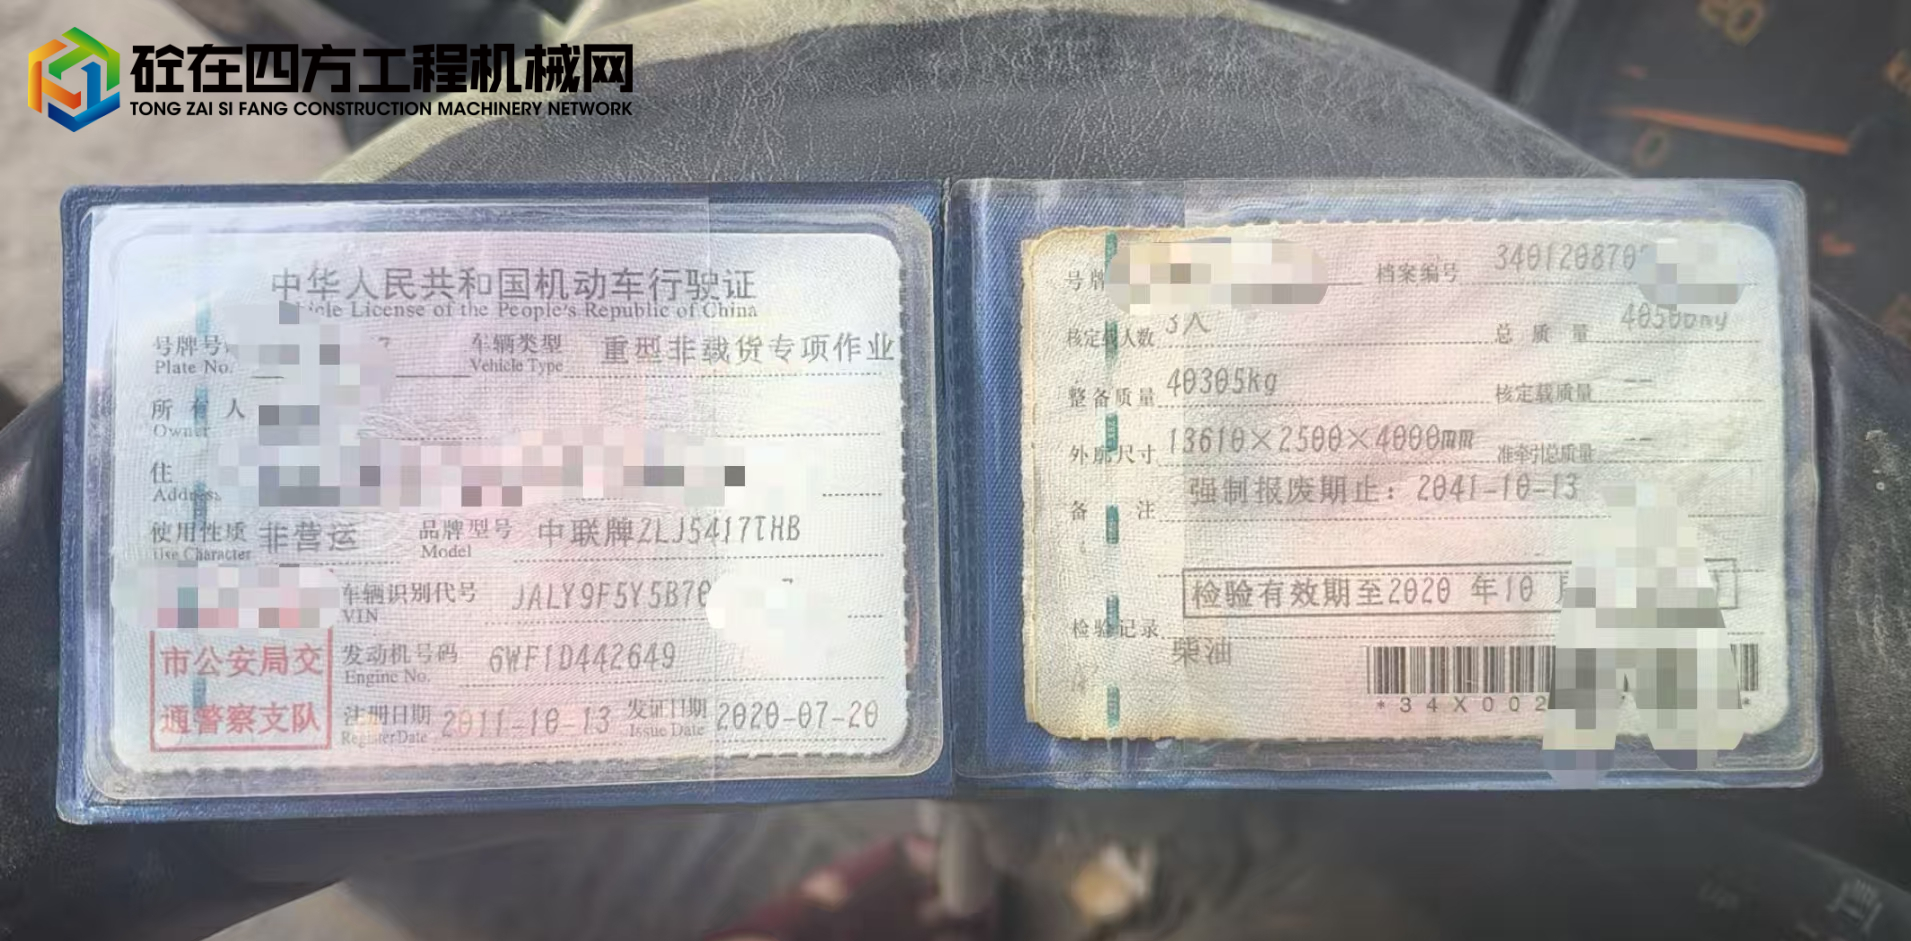 砼在四方工程机械网
TONG ZAI SI FANG CONSTRUCTION MACHINERY NETWORK
中华人民共和国机动车行驶证
License of the People's Republic of China
号牌号 车辆类型 重型非载货专项作业
Plate No. Vehicle Type
所有人
Owner
住
Address
使用性质 非营运 品牌型号 中联牌ZLJ5417THB
Use Character Model
车辆识别代号 JALY9F5Y5B70
VIN
市公安局交
通警察支队
发动机号码 6WF1D442649
Engine No.
注册日期 2011-10-13 发证日期 2020-07-20
Register Date Issue Date
号牌 档案编号 340120870
核定载人数 3人 总质量 40500kg
整备质量 40305kg 核定载质量 --
外廓尺寸 13610×2500×4000mm 准牵引总质量 --
备注 强制报废期止：2041-10-13
检验有效期至2020 年10
检验记录
柴油
*34X002 *